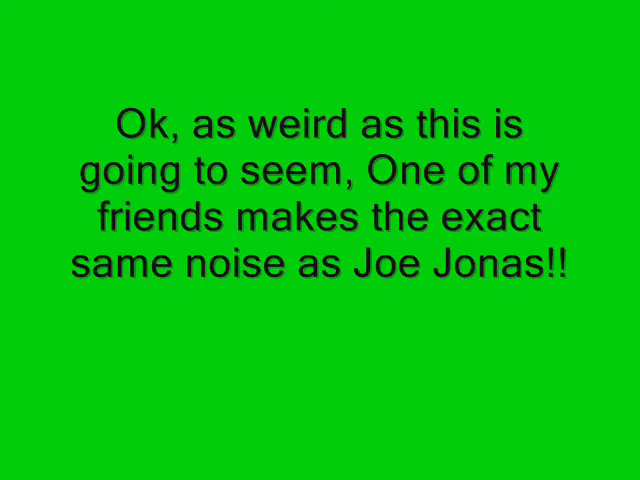 Ok, as weird as this is
going to seem, One of my
friends makes the exact
same noise as Joe Jonas!!